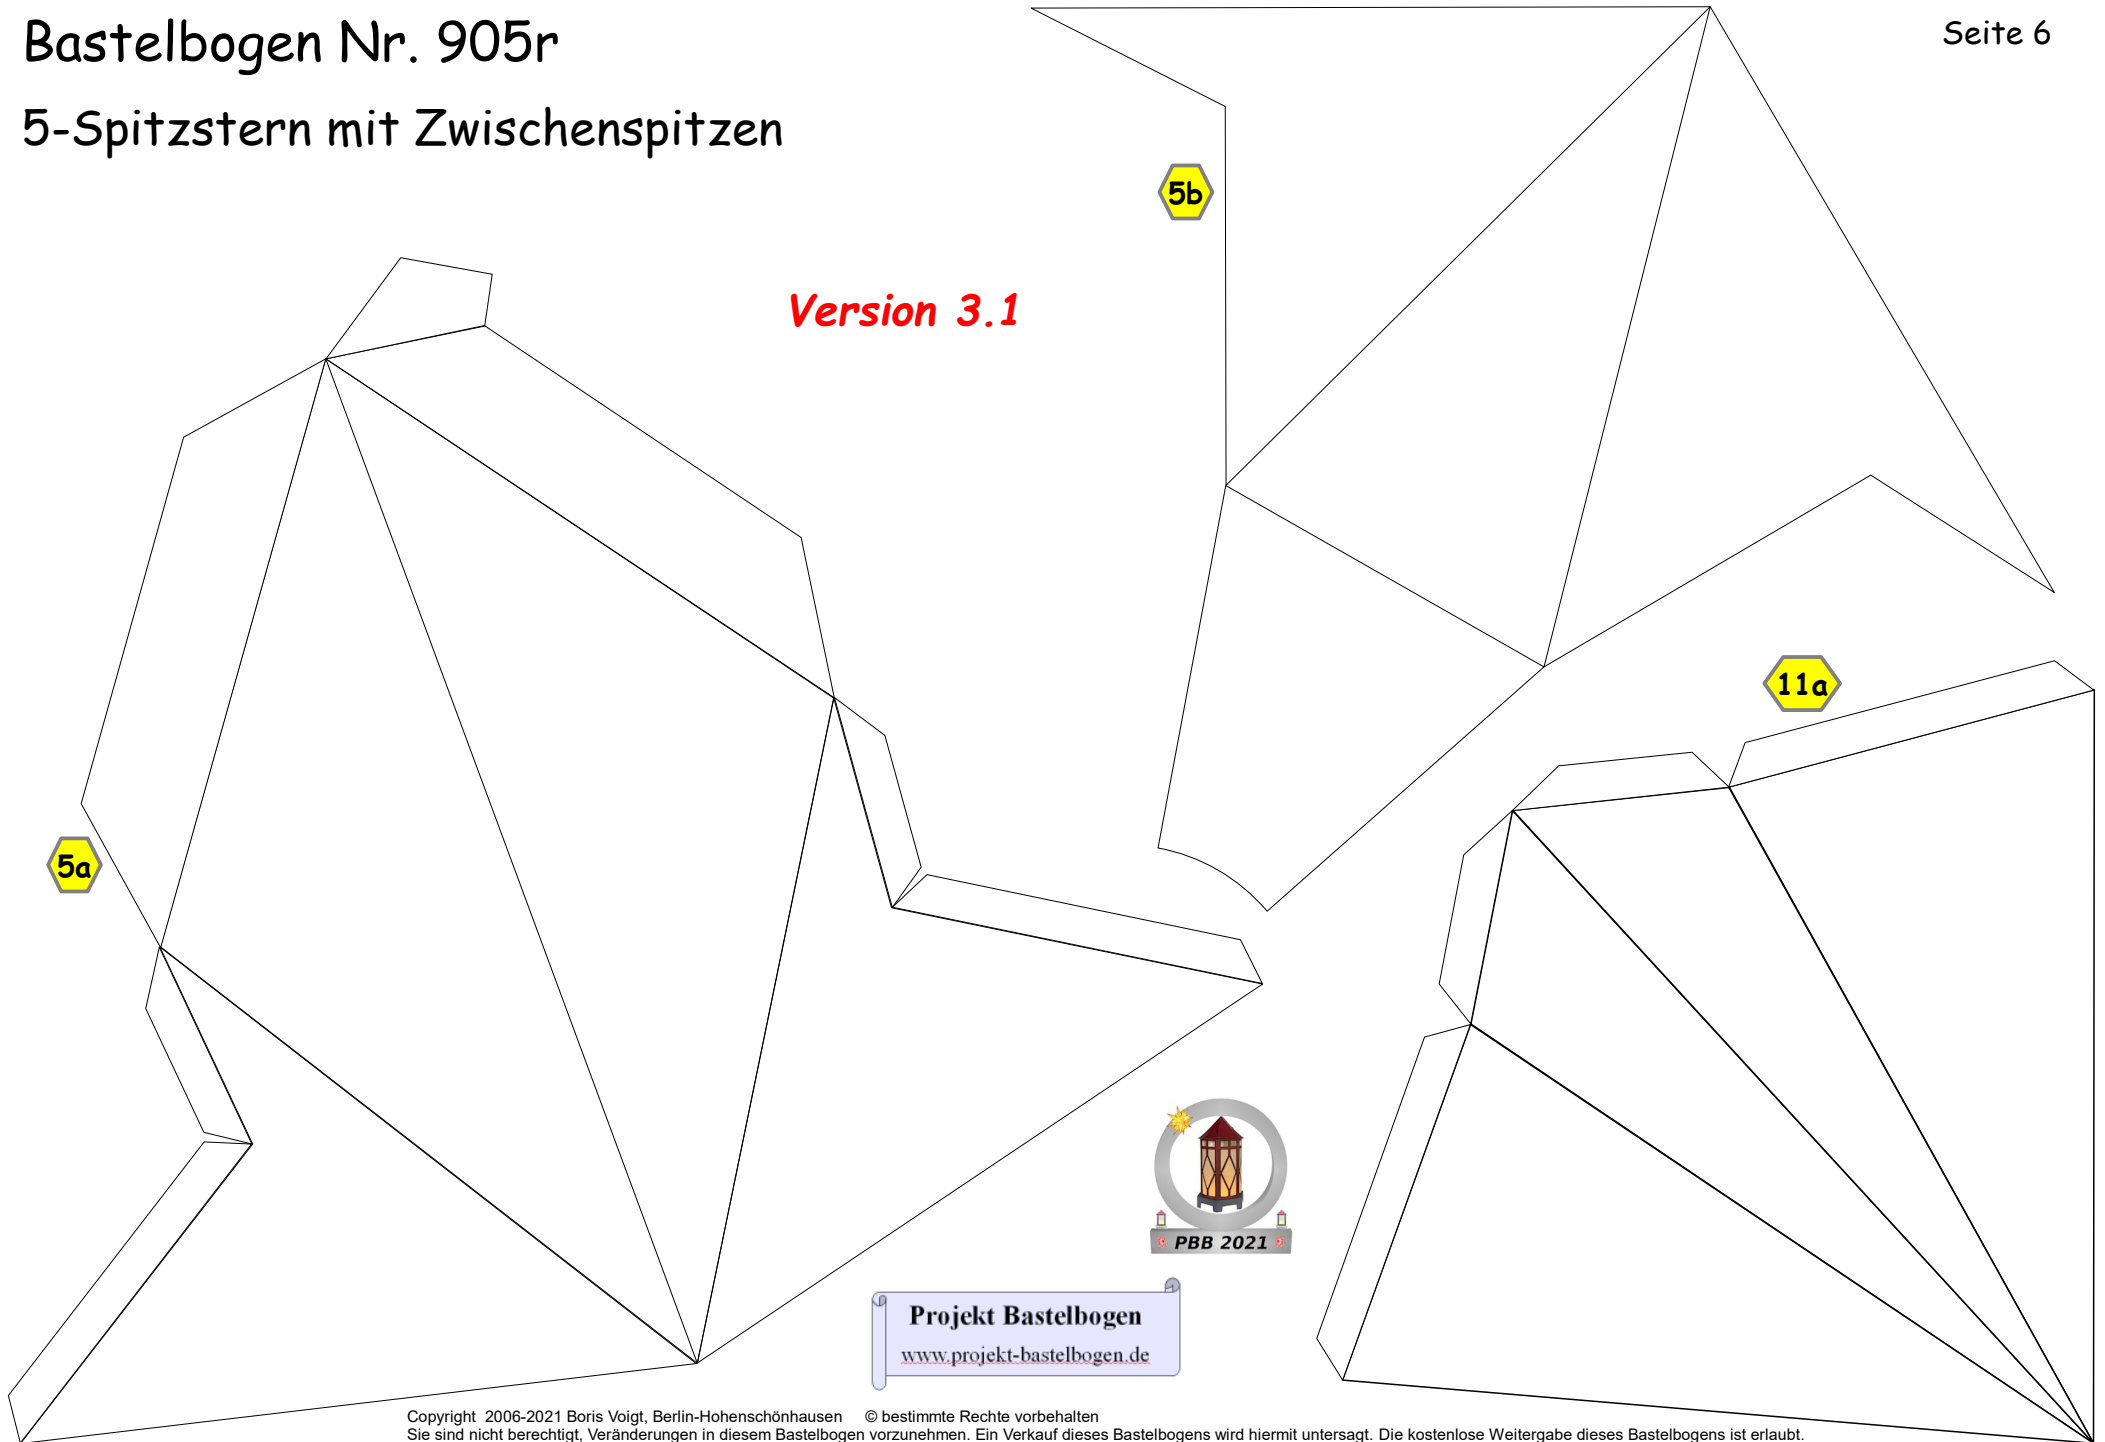 Bastelbogen Nr. 905r
Seite 6
5-Spitzstern mit Zwischenspitzen
5b
Version 3.1
11a
5a
PBB 2021
Projekt Bastelbogen
www.projekt-bastelbogen.de
Copyright 2006-2021 Boris Voigt, Berlin-Hohenschönhausen © bestimmte Rechte vorbehalten
Sie sind nicht berechtigt, Veränderungen in diesem Bastelbogen vorzunehmen. Ein Verkauf dieses Bastelbogens wird hiermit untersagt. Die kostenlose Weitergabe dieses Bastelbogens ist erlaubt.